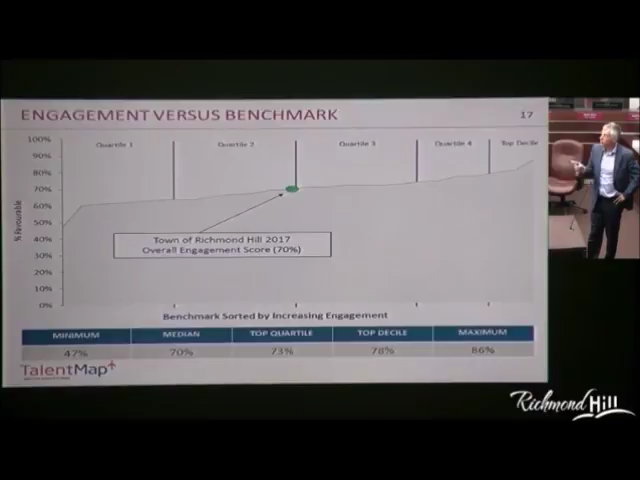 ENGAGEMENT VERSUS BENCHMARK
17
100%
90%
80%
70%
60%
50%
40%
30%
20%
10%
0%
% Favourable
Quartile 1
Quartile 2
Quartile 3
Quartile 4
Top Decile
Town of Richmond Hill 2017
Overall Engagement Score (70%)
Benchmark Sorted by Increasing Engagement
MINIMUM MEDIAN TOP QUARTILE TOP DECILE MAXIMUM
47% 70% 73% 78% 86%
TalentMap
Richmond Hill